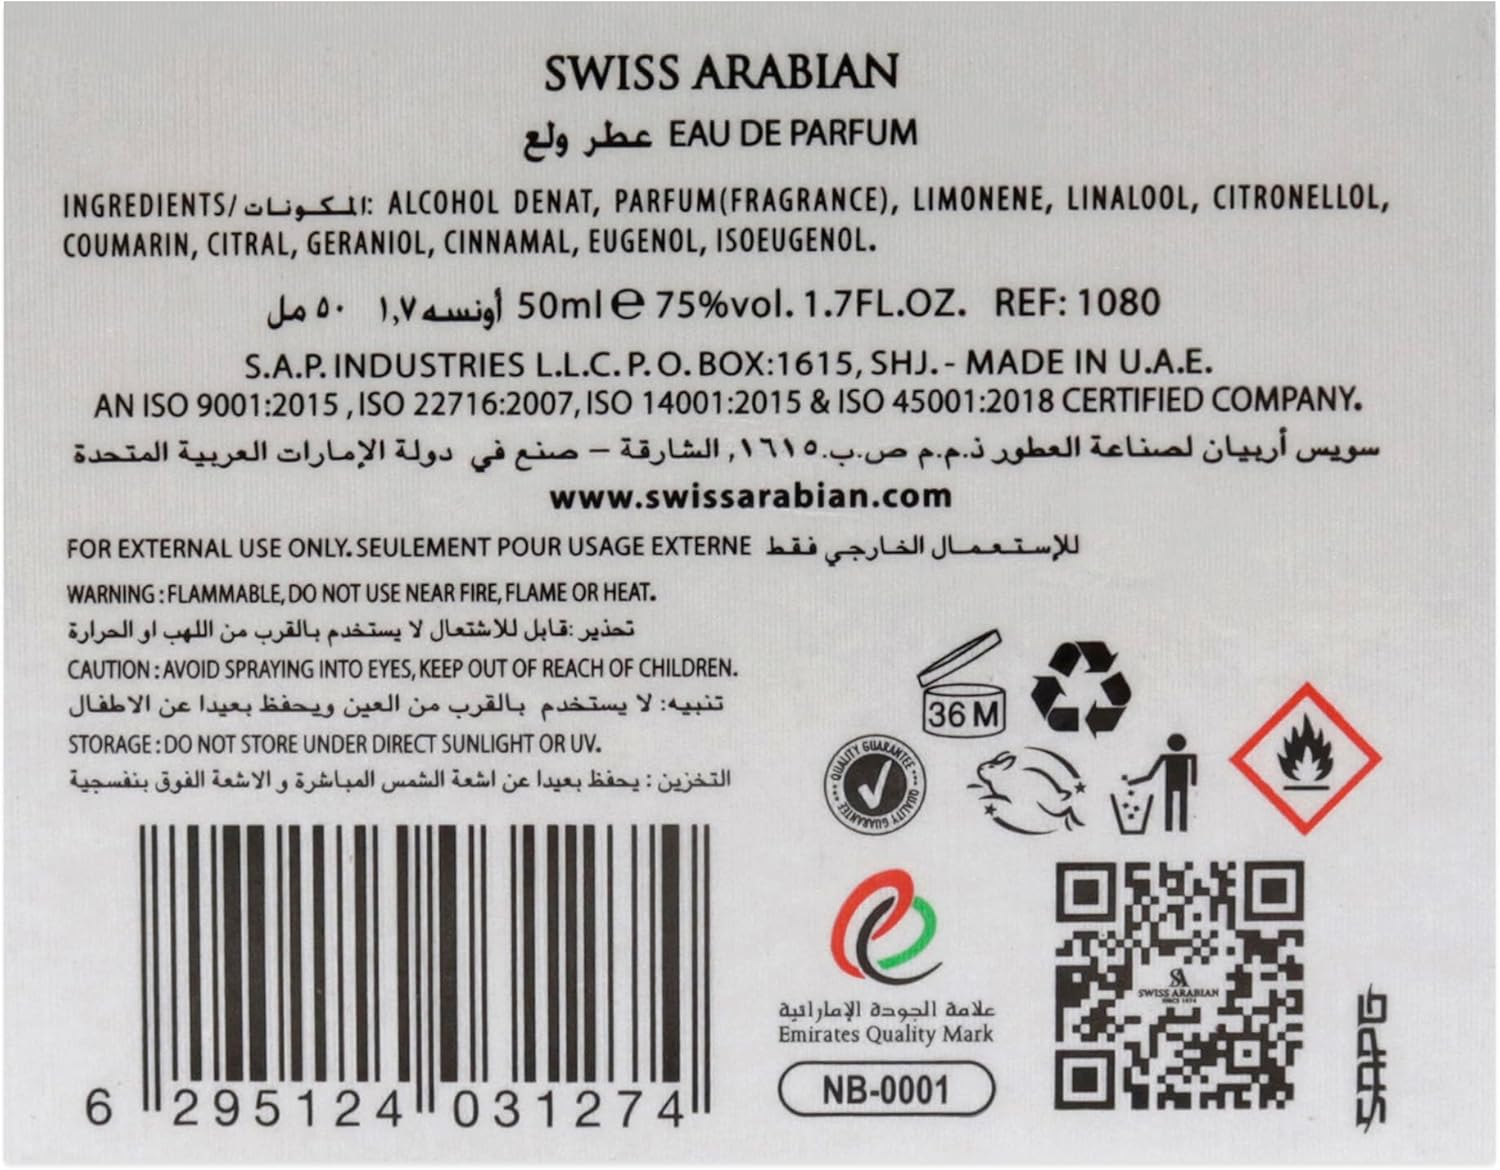 SWISS ARABIAN
عطر ولع EAU DE PARFUM
INGREDIENTS/المكونات: ALCOHOL DENAT, PARFUM(FRAGRANCE), LIMONENE, LINALOOL, CITRONELLOL,
COUMARIN, CITRAL, GERANIOL, CINNAMAL, EUGENOL, ISOEUGENOL.
٥٠ مل ١,٧ أونسه 50ml e 75%vol. 1.7FL.OZ. REF: 1080
S.A.P. INDUSTRIES L.L.C. P.O. BOX:1615, SHJ. - MADE IN U.A.E.
AN ISO 9001:2015 , ISO 22716:2007, ISO 14001:2015 & ISO 45001:2018 CERTIFIED COMPANY.
سويس أربيان لصناعة العطور ذ.م.م ص.ب.١٦١٥, الشارقة – صنع في دولة الإمارات العربية المتحدة
www.swissarabian.com
FOR EXTERNAL USE ONLY. SEULEMENT POUR USAGE EXTERNE للإستعمال الخارجي فقط
WARNING : FLAMMABLE, DO NOT USE NEAR FIRE, FLAME OR HEAT.
تحذير :قابل للاشتعال لا يستخدم بالقرب من اللهب او الحرارة
CAUTION : AVOID SPRAYING INTO EYES, KEEP OUT OF REACH OF CHILDREN.
تنبيه: لا يستخدم بالقرب من العين ويحفظ بعيدا عن الاطفال
STORAGE : DO NOT STORE UNDER DIRECT SUNLIGHT OR UV.
التخزين : يحفظ بعيدا عن اشعة الشمس المباشرة و الاشعة الفوق بنفسجية
36 M
QUALITY GUARANTEE
QUALITY GUARANTEE
علامة الجودة الإماراتية
Emirates Quality Mark
NB-0001
SA
SWISS ARABIAN
SINCE 1974
SAPG
6 295124 031274